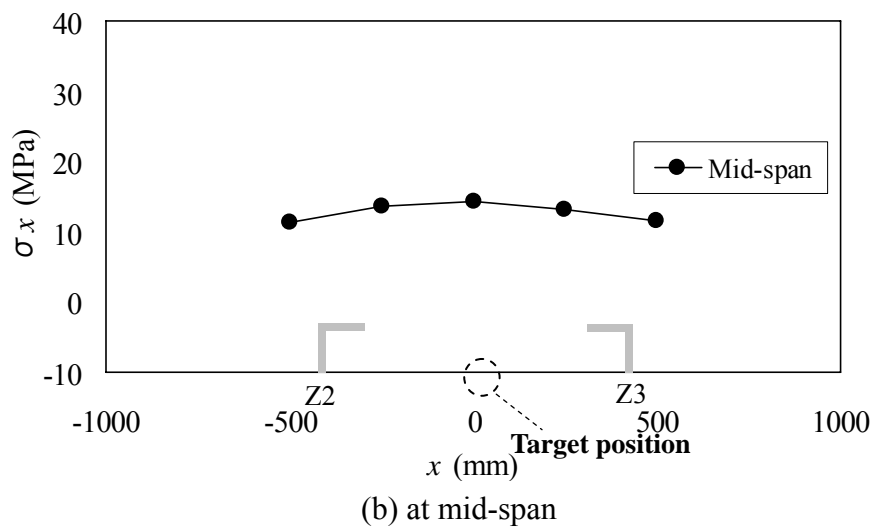 40
30
20
10
0
-10
σx (MPa)
Mid-span
Z2
Z3
-1000
-500
0
500
1000
Target position
x (mm)
(b) at mid-span